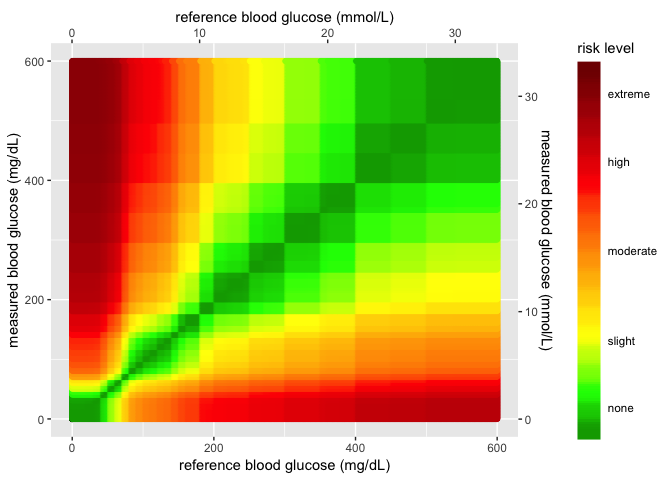 reference blood glucose (mmol/L)
0 10 20 30
risk level
600
400
200
0
measured blood glucose (mg/dL)
30
20
10
0
measured blood glucose (mmol/L)
extreme
high
moderate
slight
none
0 200 400 600
reference blood glucose (mg/dL)